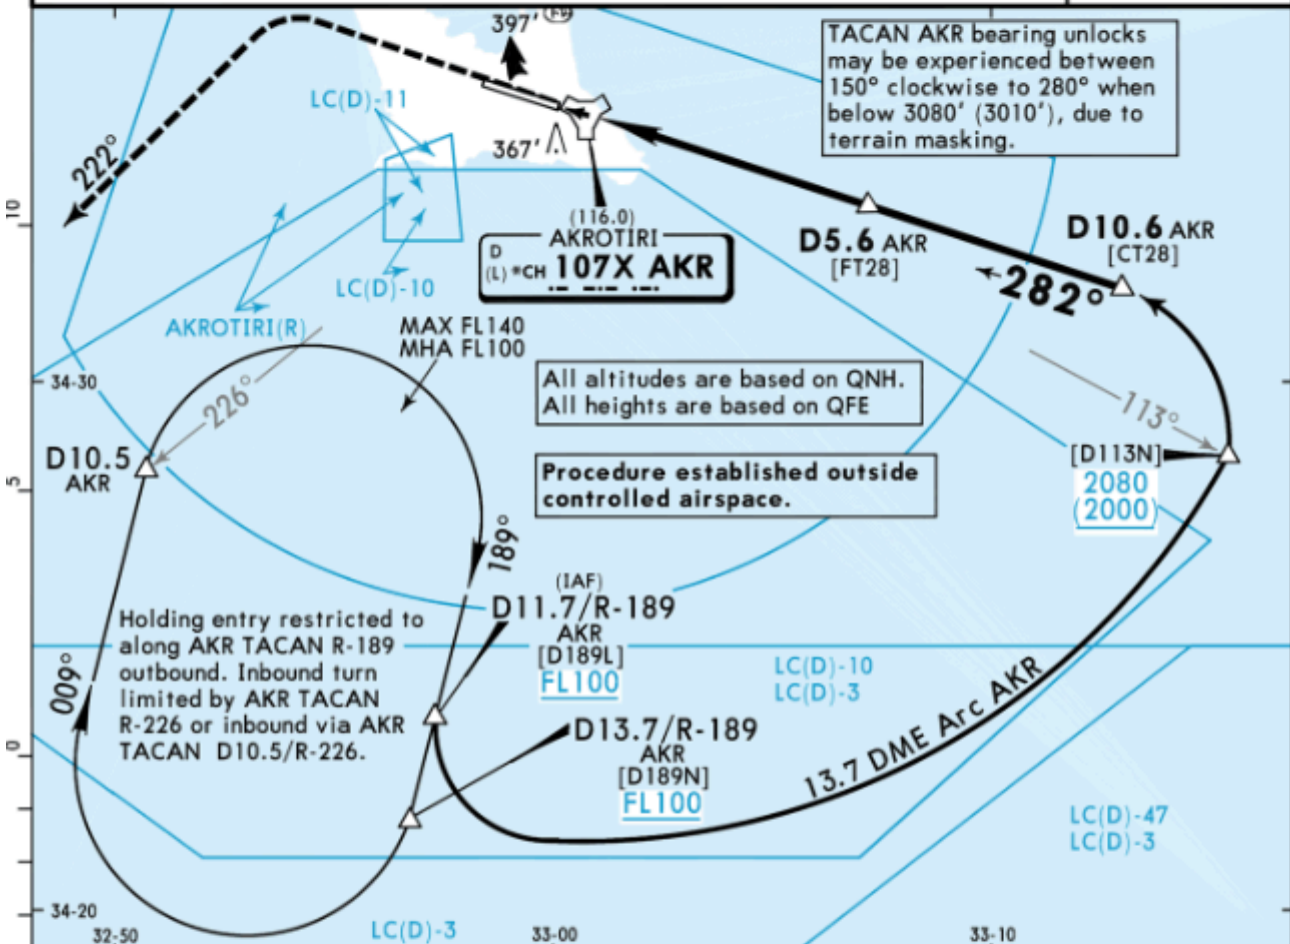 397'
TACAN AKR bearing unlocks
may be experienced between
150° clockwise to 280° when
below 3080' (3010'), due to
terrain masking.
LC(D)-11
367'
222°
10
(116.0)
AKROTIRI
D
(L) *CH 107X AKR
D5.6 AKR
[FT28]
D10.6 AKR
[CT28]
282°
LC(D)-10
AKROTIRI(R)
MAX FL140
MHA FL100
34-30
226°
All altitudes are based on QNH.
All heights are based on QFE
113°
D10.5
AKR
[D113N]
2080
(2000)
Procedure established outside
controlled airspace.
5
189°
(IAF)
D11.7/R-189
AKR
[D189L]
FL100
Holding entry restricted to
along AKR TACAN R-189
outbound. Inbound turn
limited by AKR TACAN
R-226 or inbound via AKR
TACAN D10.5/R-226.
009°
LC(D)-10
LC(D)-3
D13.7/R-189
AKR
[D189N]
FL100
13.7 DME Arc AKR
0
LC(D)-47
LC(D)-3
34-20
32-50
LC(D)-3
33-00
33-10